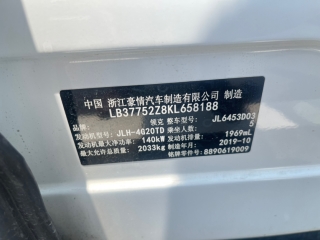 中国 浙江豪情汽车制造有限公司 制造
LB37752Z8KL658188
品牌：领克 整车型号：JL6453D03
发动机型号：JLH-4G20TD 乘坐人数：5
发动机最大净功率：140kW 发动机排量：1969mL
最大允许总质量：2033kg 制造年月：2019-10
铭牌零件号：8890619009